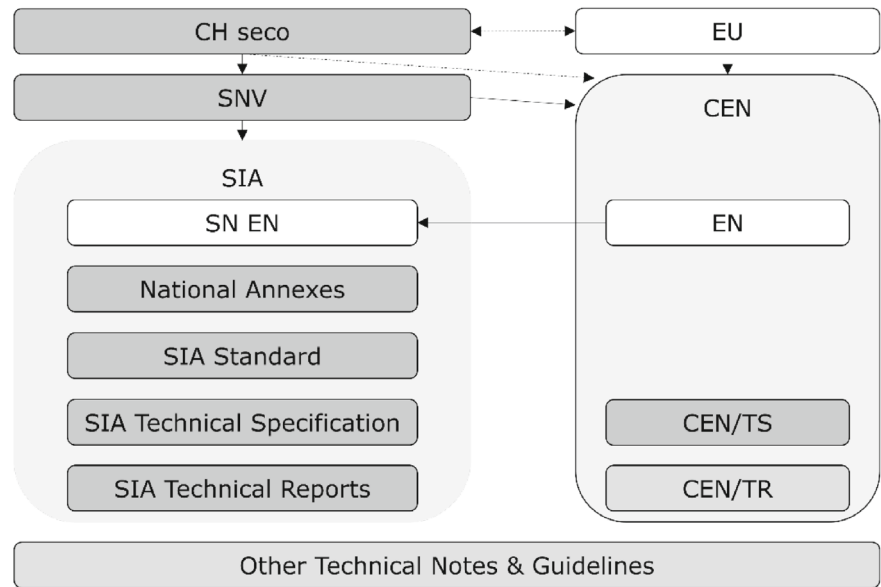 CH seco
EU
SNV
CEN
SIA
SN EN
EN
National Annexes
SIA Standard
SIA Technical Specification
CEN/TS
SIA Technical Reports
CEN/TR
Other Technical Notes & Guidelines